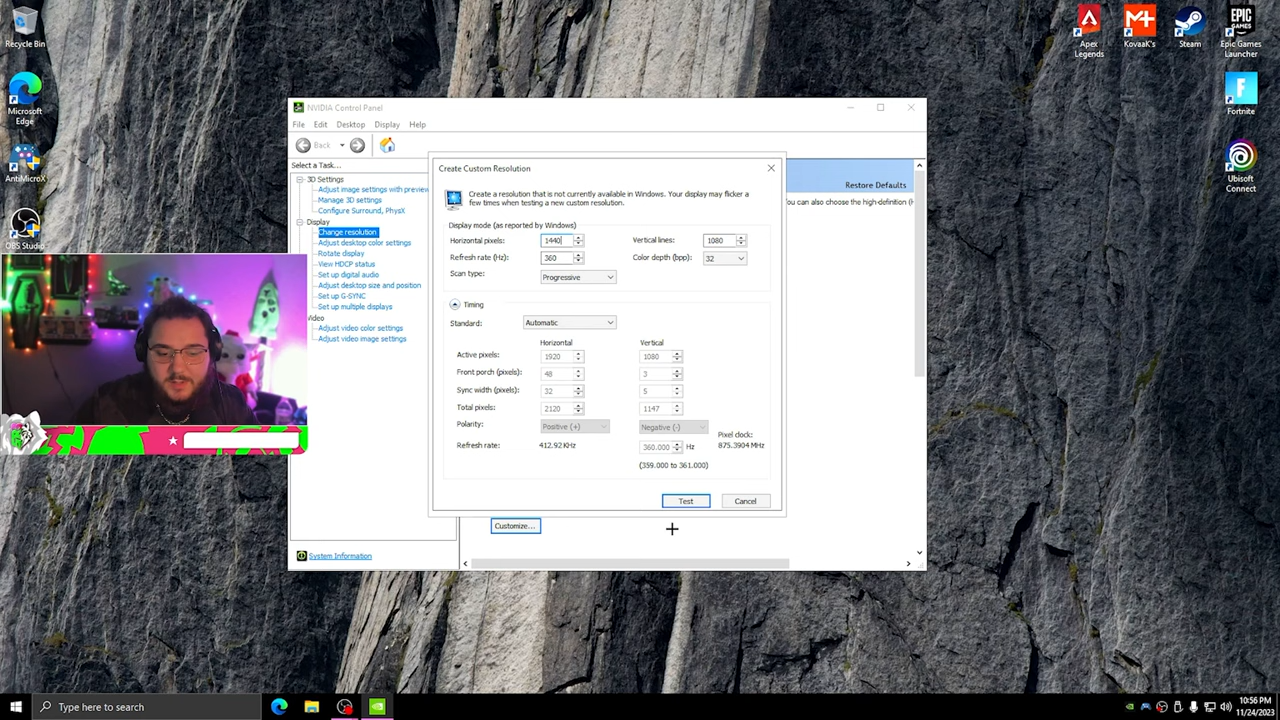 Recycle Bin
Microsoft
Edge
AntiMicroX
OBS Studio
Apex
Legends
KovaaK's
Steam
EPIC
GAMES
Epic Games
Launcher
Fortnite
Ubisoft
Connect
NVIDIA Control Panel
File Edit Desktop Display Help
Back
Select a Task...
3D Settings
Adjust image settings with preview
Manage 3D settings
Configure Surround, PhysX
Display
Change resolution
Adjust desktop color settings
Rotate display
View HDCP status
Set up digital audio
Adjust desktop size and position
Set up G-SYNC
Set up multiple displays
Video
Adjust video color settings
Adjust video image settings
System Information
Restore Defaults
You can also choose the high-definition (H
Create Custom Resolution
Create a resolution that is not currently available in Windows. Your display may flicker a
few times when testing a new custom resolution.
Display mode (as reported by Windows)
Horizontal pixels: 1440 Vertical lines: 1080
Refresh rate (Hz): 360 Color depth (bpp): 32
Scan type: Progressive
Timing
Standard: Automatic
Horizontal Vertical
Active pixels: 1920 1080
Front porch (pixels): 48 3
Sync width (pixels): 32 5
Total pixels: 2120 1147
Polarity: Positive (+) Negative (-)
Refresh rate: 412.92 KHz 360.000 Hz
Pixel clock:
875.3904 MHz
(359.000 to 361.000)
Test Cancel
Customize...
Type here to search
10:56 PM
11/24/2023